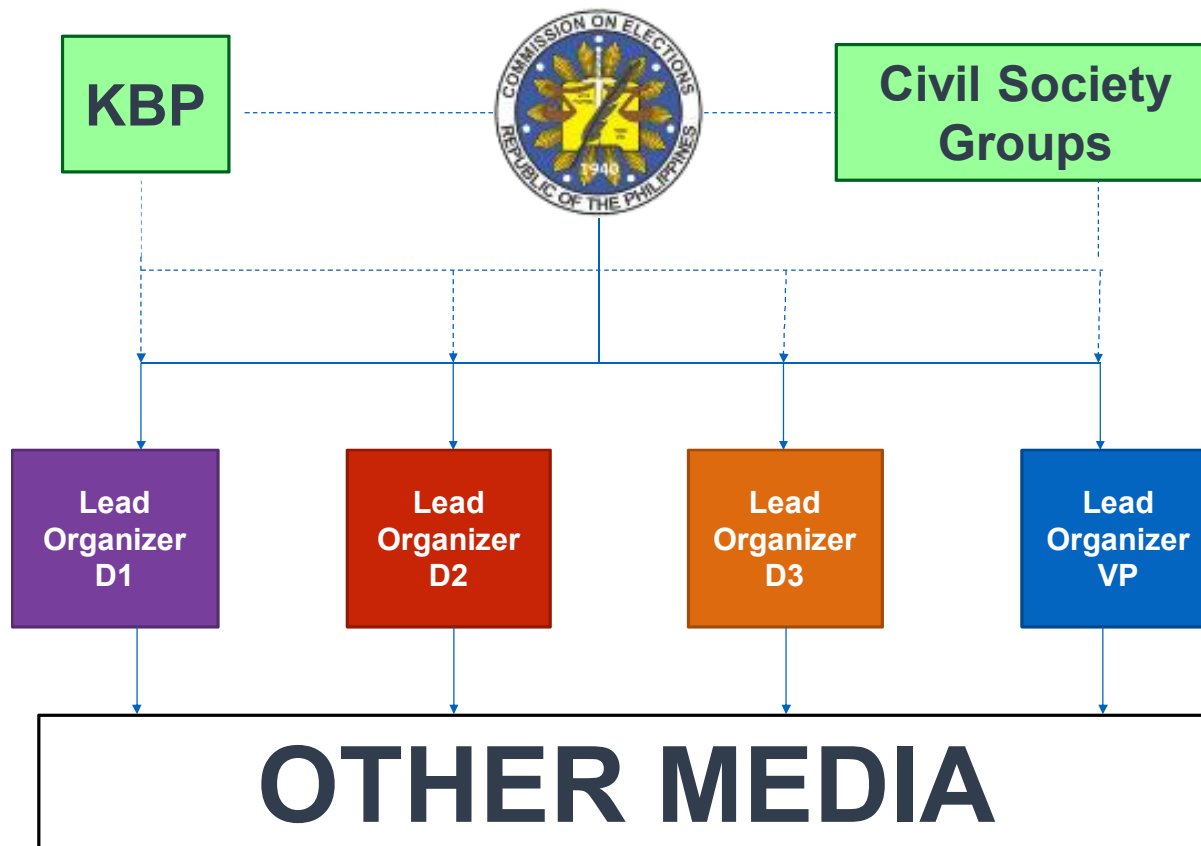 KBP
COMMISSION ON ELECTIONS
REPUBLIC OF THE PHILIPPINES
1940
Civil Society
Groups
Lead
Organizer
D1
Lead
Organizer
D2
Lead
Organizer
D3
Lead
Organizer
VP
OTHER MEDIA